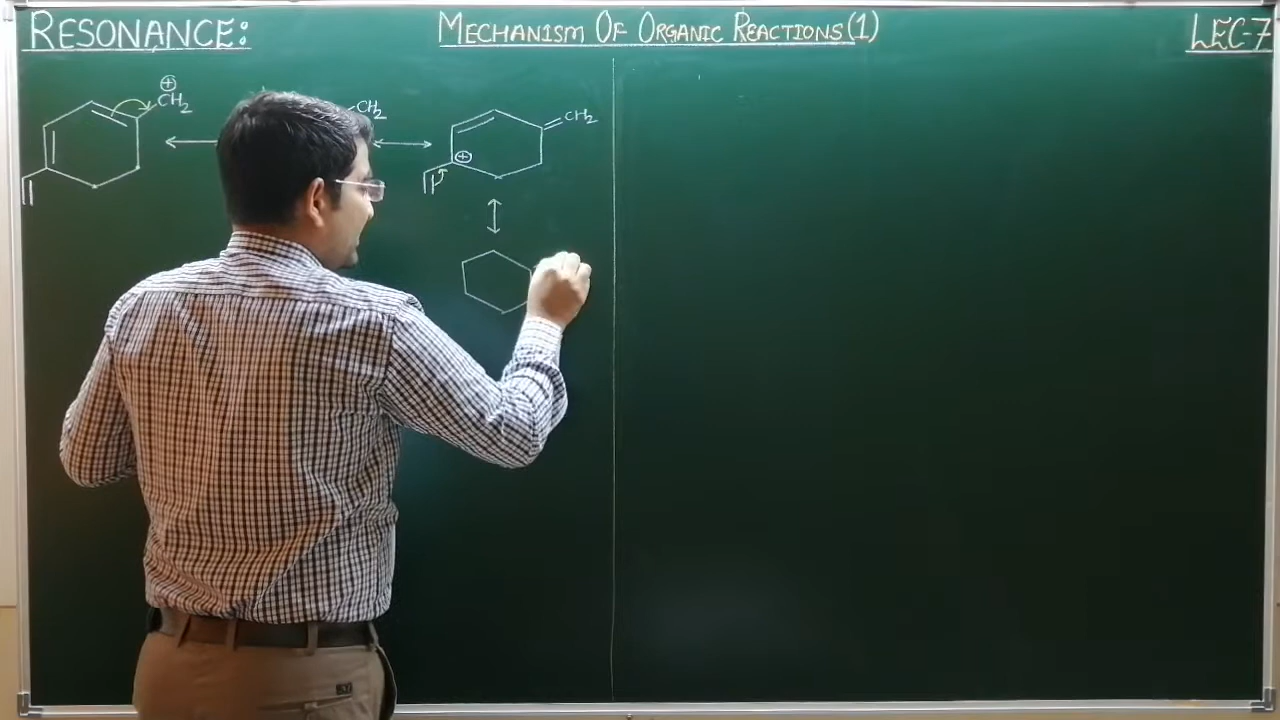 RESONANCE:
MECHANISM OF ORGANIC REACTIONS(1)
LEC-7
⊕
CH2
CH2
CH2
⊕